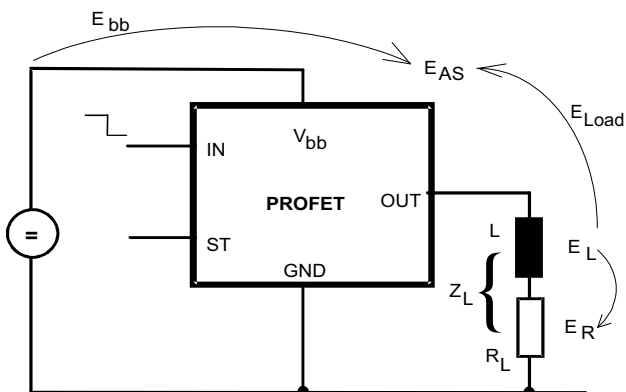 E bb
E AS
E Load
V bb
IN
PROFET
OUT
ST
L
E L
GND
Z L {
E R
R L
=